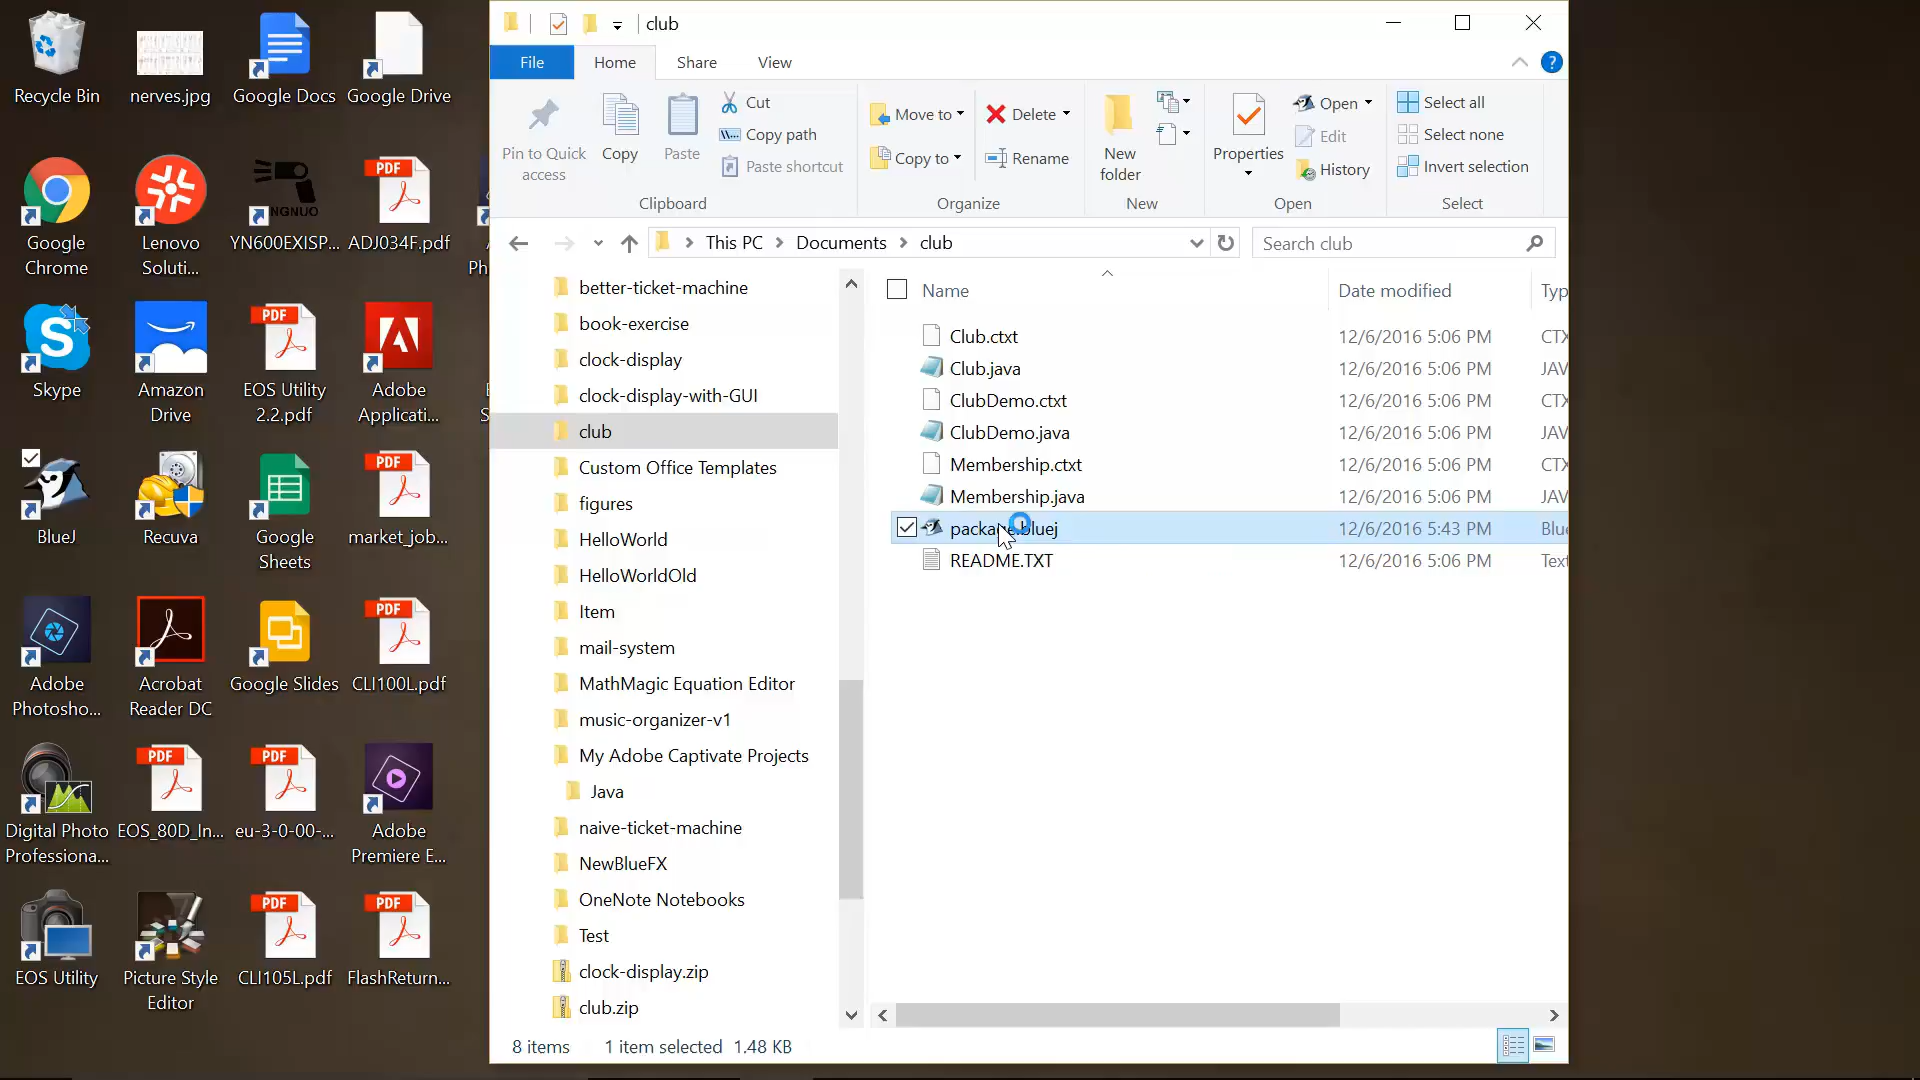 club
File
Home
Share
View
Pin to Quick
access
Copy
Paste
Cut
Copy path
Paste shortcut
Clipboard
Move to
Copy to
Delete
Rename
Organize
New
folder
New
Properties
Open
Edit
History
Open
Select all
Select none
Invert selection
Select
This PC
Documents
club
Search club
better-ticket-machine
book-exercise
clock-display
clock-display-with-GUI
club
Custom Office Templates
figures
HelloWorld
HelloWorldOld
Item
mail-system
MathMagic Equation Editor
music-organizer-v1
My Adobe Captivate Projects
Java
naive-ticket-machine
NewBlueFX
OneNote Notebooks
Test
clock-display.zip
club.zip
Name Date modified Typ
Club.ctxt 12/6/2016 5:06 PM CTX
Club.java 12/6/2016 5:06 PM JAV
ClubDemo.ctxt 12/6/2016 5:06 PM CTX
ClubDemo.java 12/6/2016 5:06 PM JAV
Membership.ctxt 12/6/2016 5:06 PM CTX
Membership.java 12/6/2016 5:06 PM JAV
package.bluej 12/6/2016 5:43 PM Blue
README.TXT 12/6/2016 5:06 PM Text
8 items 1 item selected 1.48 KB
Recycle Bin
nerves.jpg
Google Docs
Google Drive
Google
Chrome
Lenovo
Soluti...
NGNUO
YN600EXISP...
PDF
ADJ034F.pdf
Ph
Skype
Amazon
Drive
PDF
EOS Utility
2.2.pdf
Adobe
Applicati...
BlueJ
Recuva
Google
Sheets
PDF
market_job...
Adobe
Photosho...
Acrobat
Reader DC
Google Slides
PDF
CLI100L.pdf
Digital Photo
Professiona...
PDF
EOS_80D_In...
PDF
eu-3-0-00-...
Adobe
Premiere E...
EOS Utility
Picture Style
Editor
PDF
CLI105L.pdf
PDF
FlashReturn...